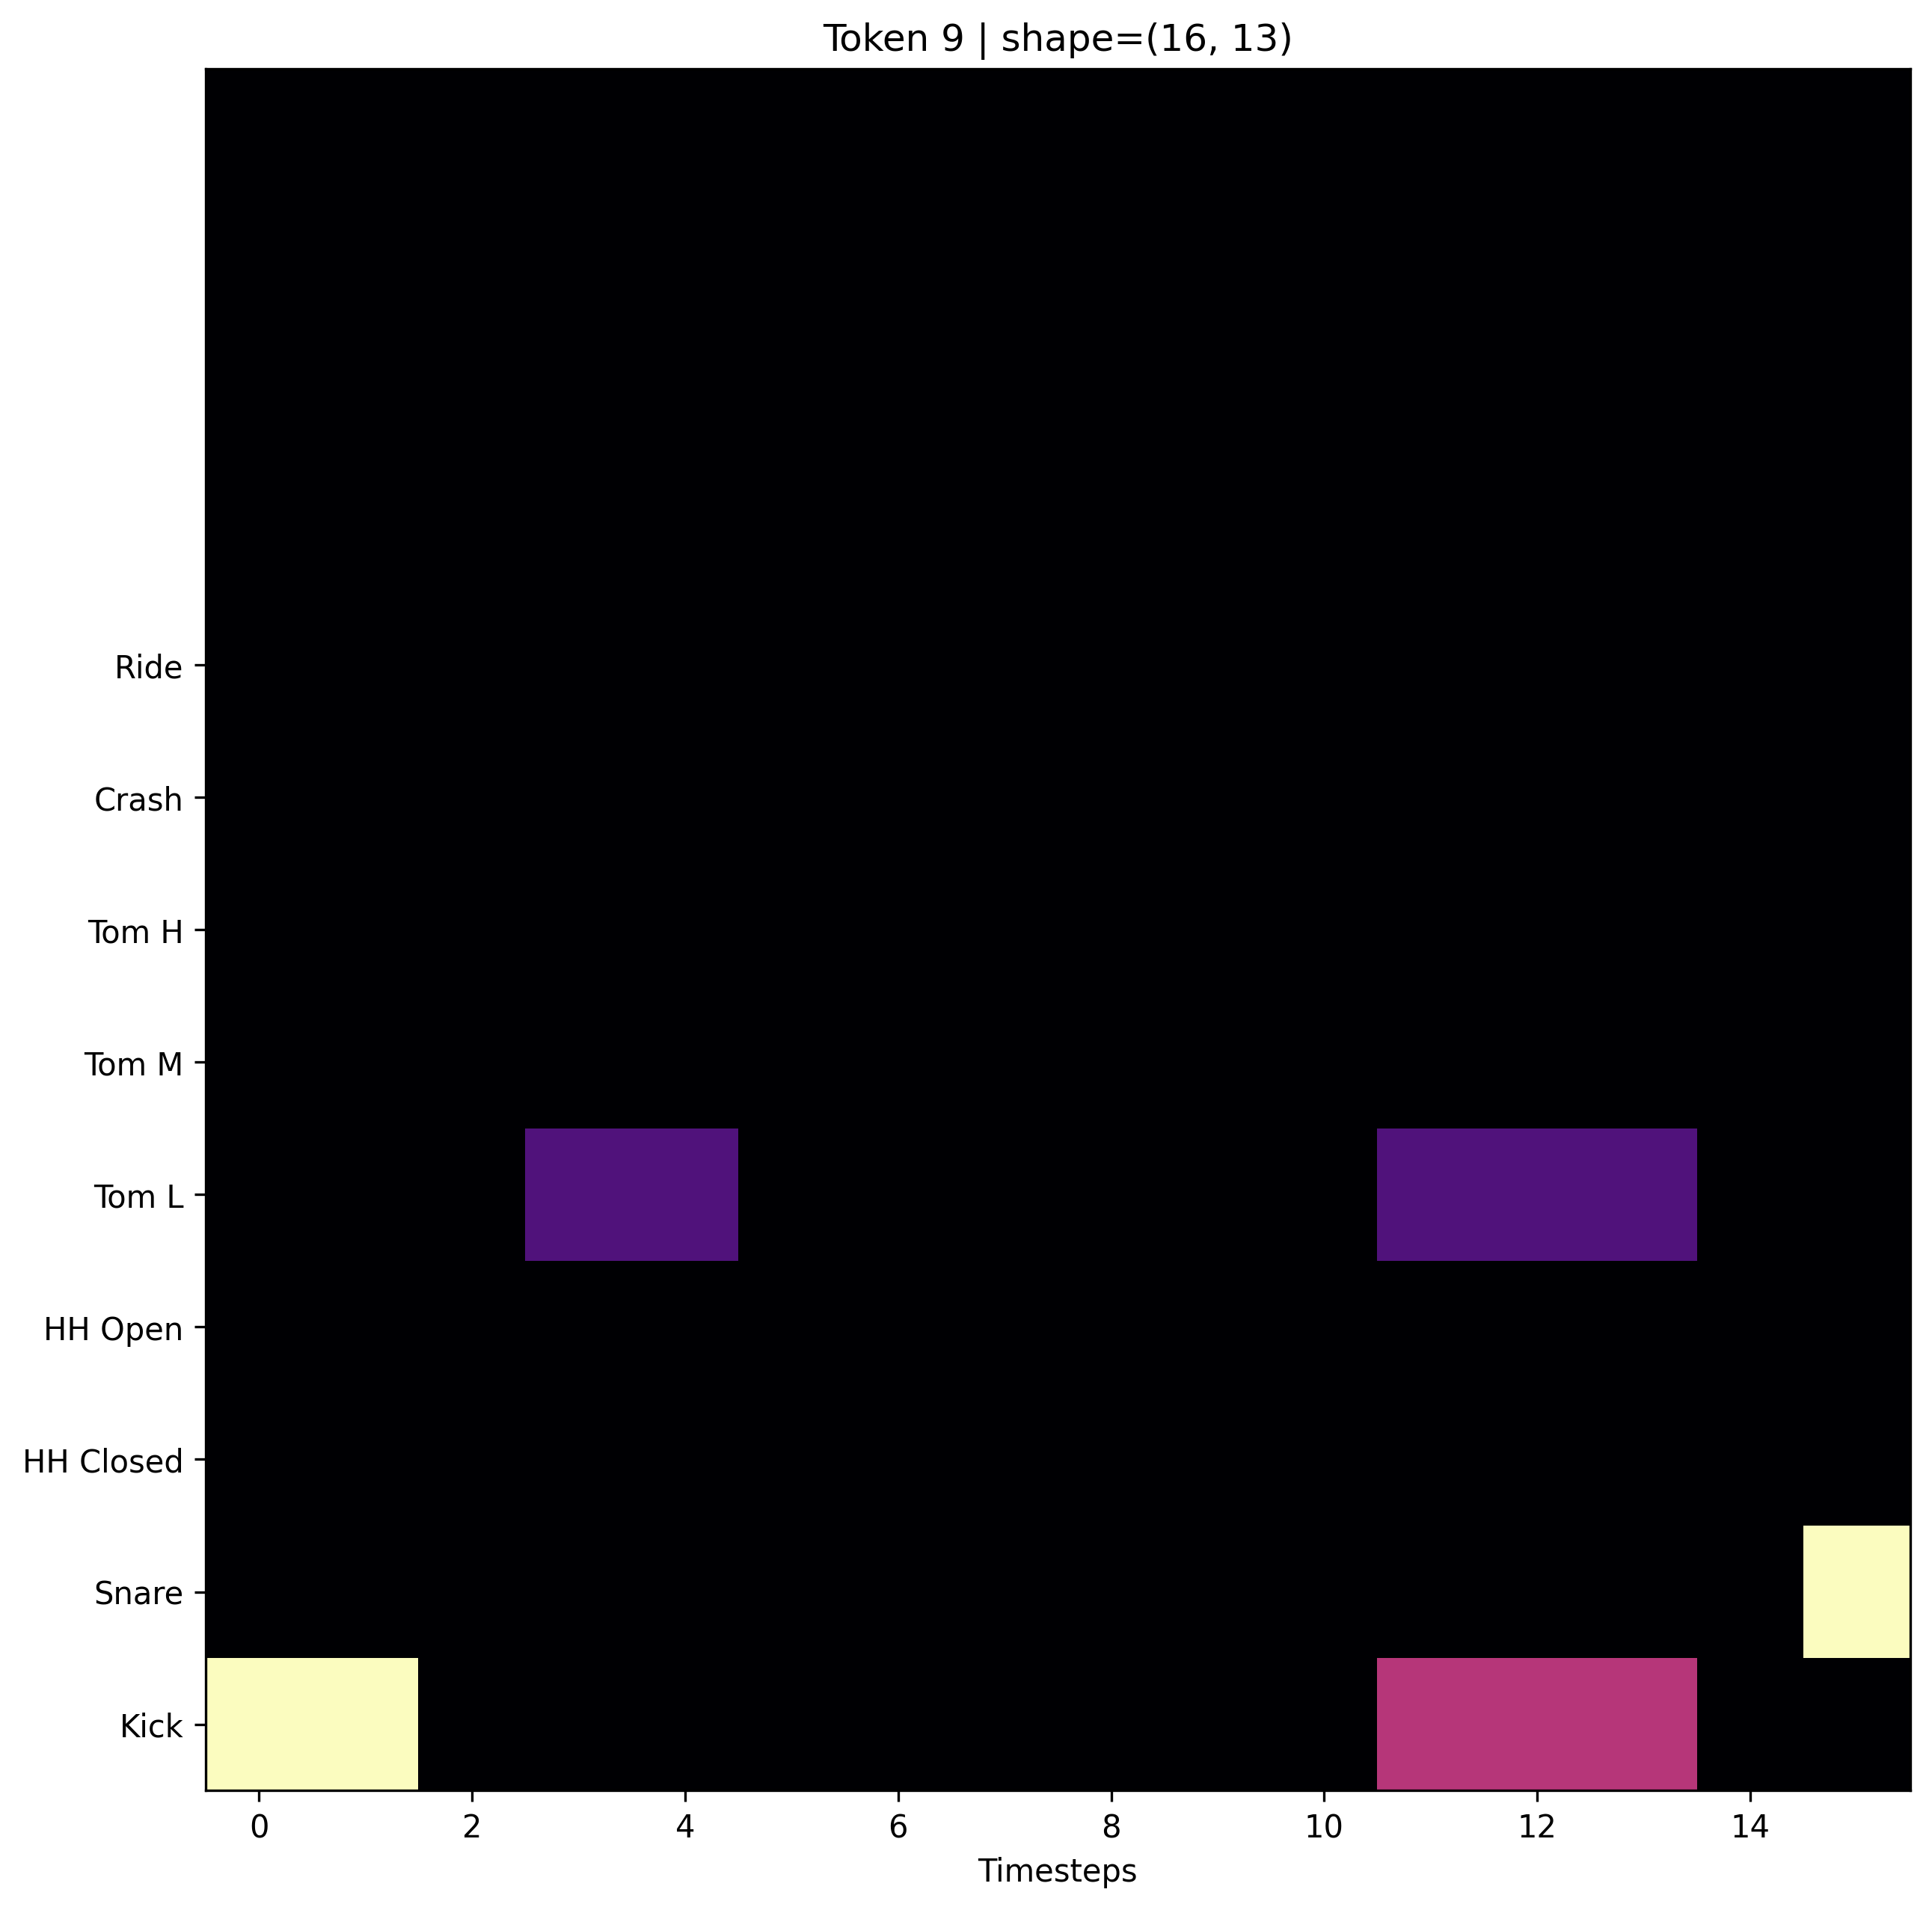 Token 9 | shape=(16, 13)
Ride
Crash
Tom H
Tom M
Tom L
HH Open
HH Closed
Snare
Kick
0 2 4 6 8 10 12 14
Timesteps